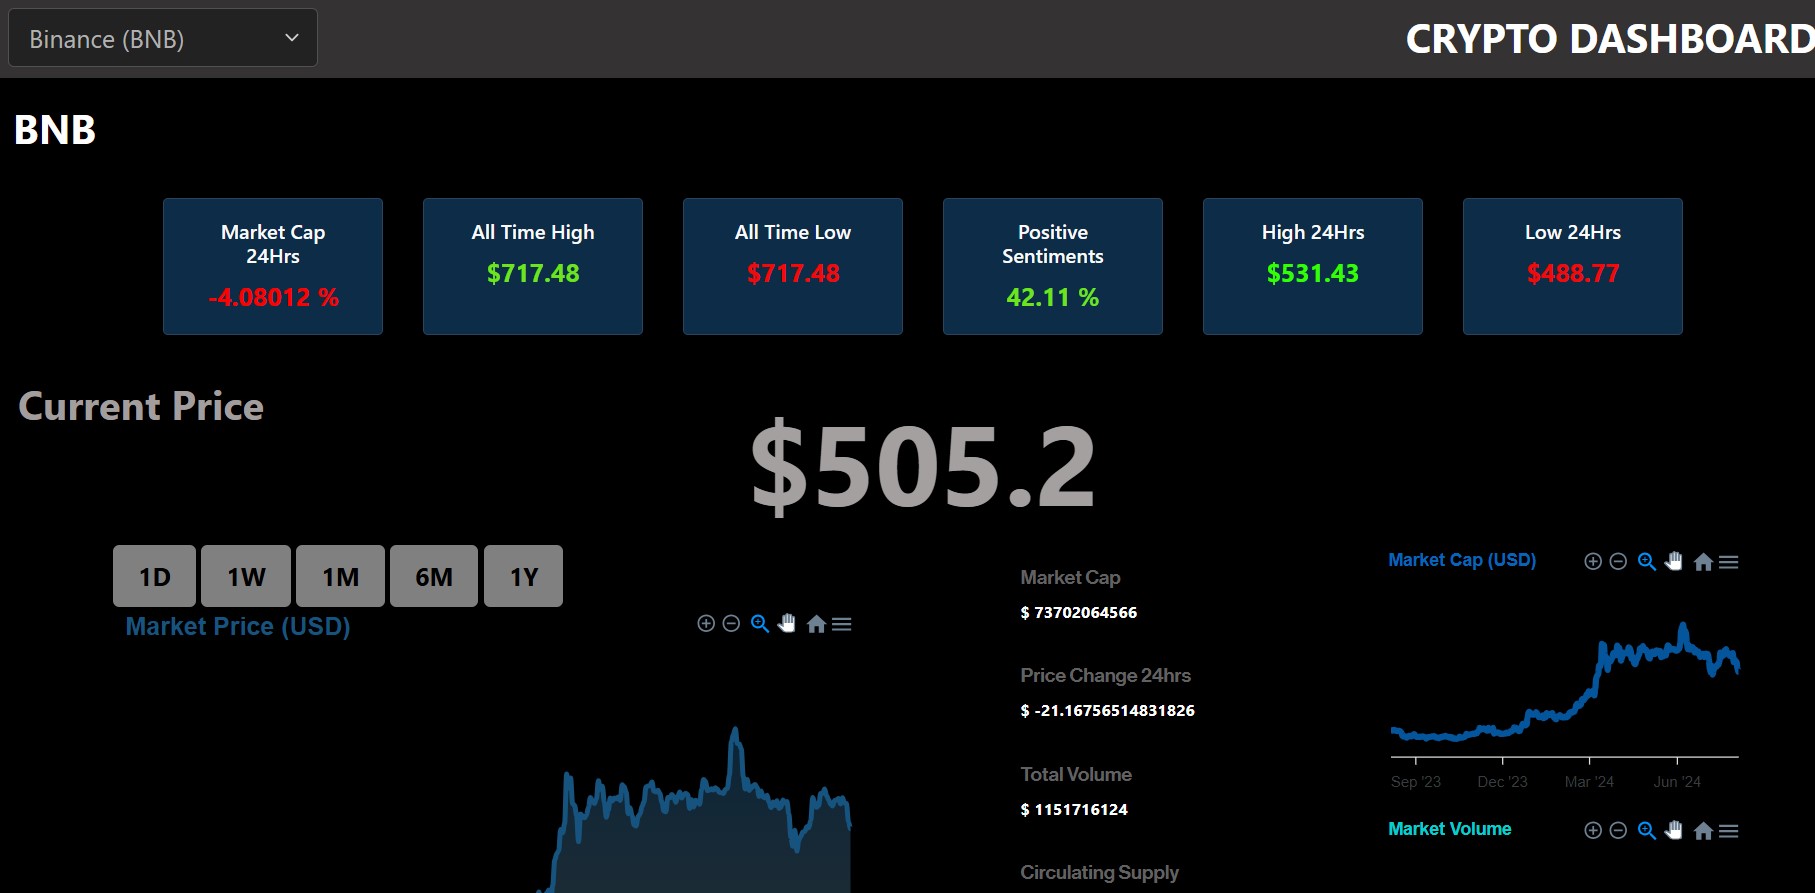 Binance (BNB)
CRYPTO DASHBOARD
BNB
Market Cap
24Hrs
-4.08012 %
All Time High
$717.48
All Time Low
$717.48
Positive
Sentiments
42.11 %
High 24Hrs
$531.43
Low 24Hrs
$488.77
Current Price
$505.2
1D 1W 1M 6M 1Y
Market Price (USD)
Market Cap
$ 73702064566
Price Change 24hrs
$ -21.16756514831826
Total Volume
$ 1151716124
Circulating Supply
Market Cap (USD)
Sep '23 Dec '23 Mar '24 Jun '24
Market Volume